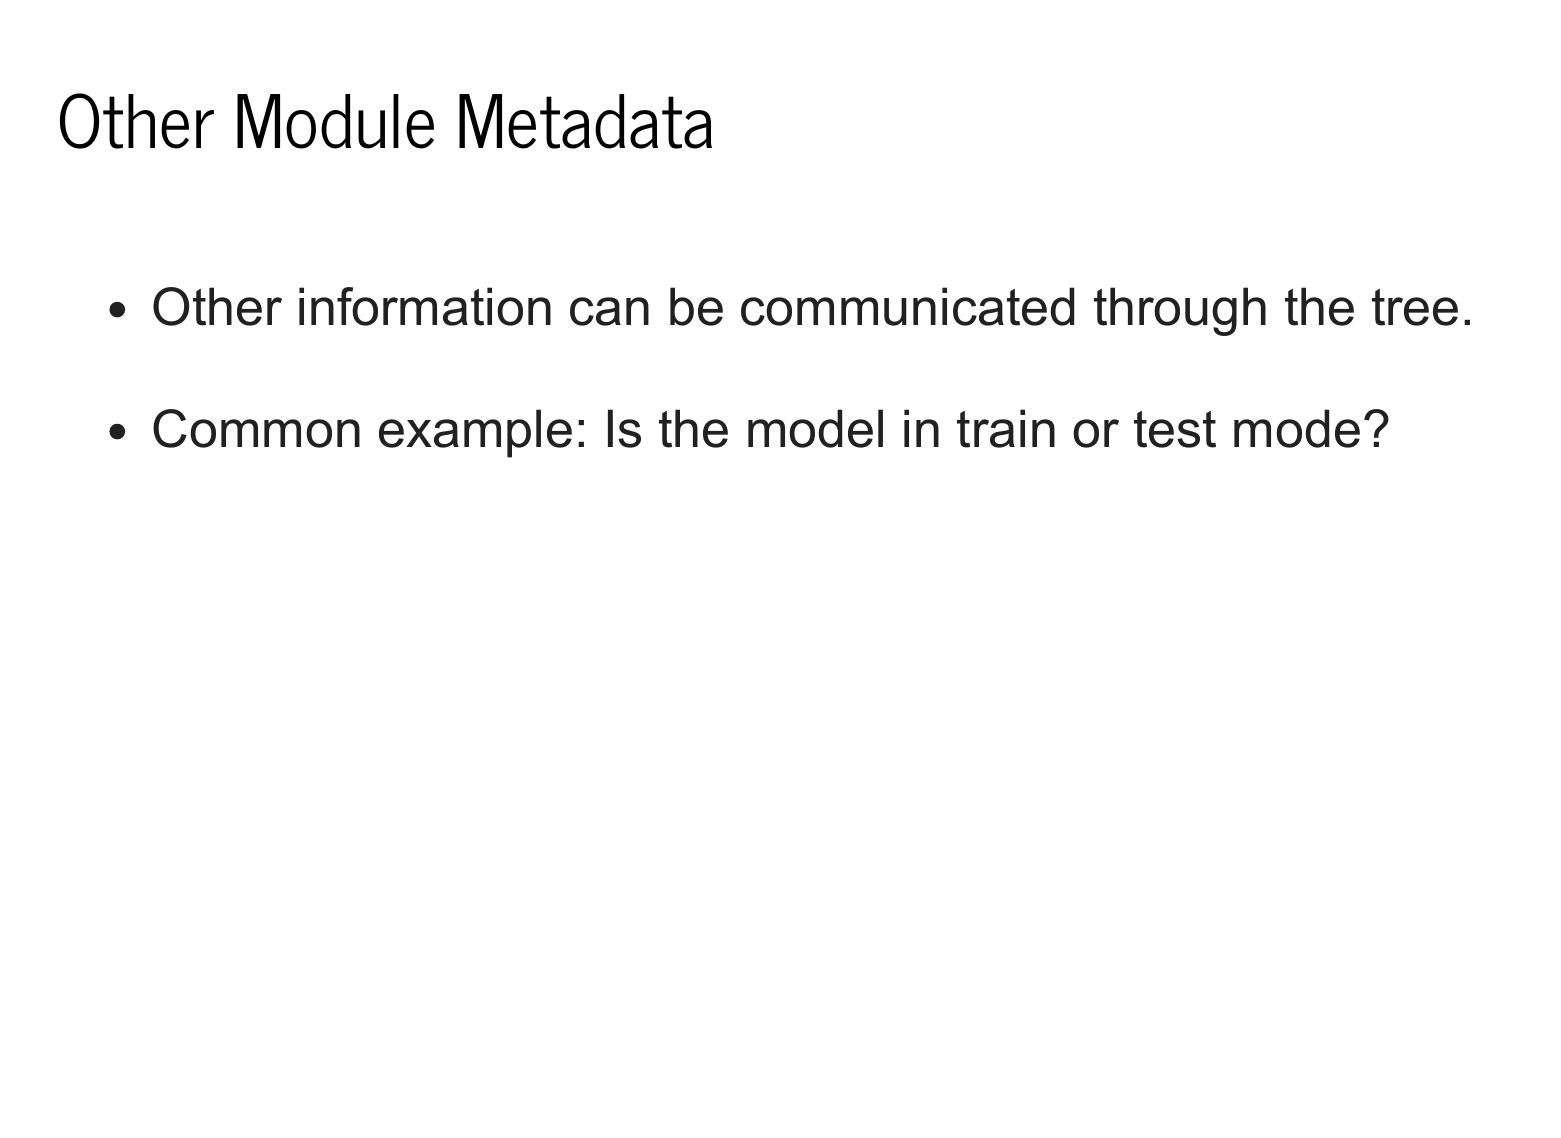 Other Module Metadata
• Other information can be communicated through the tree.
• Common example: Is the model in train or test mode?